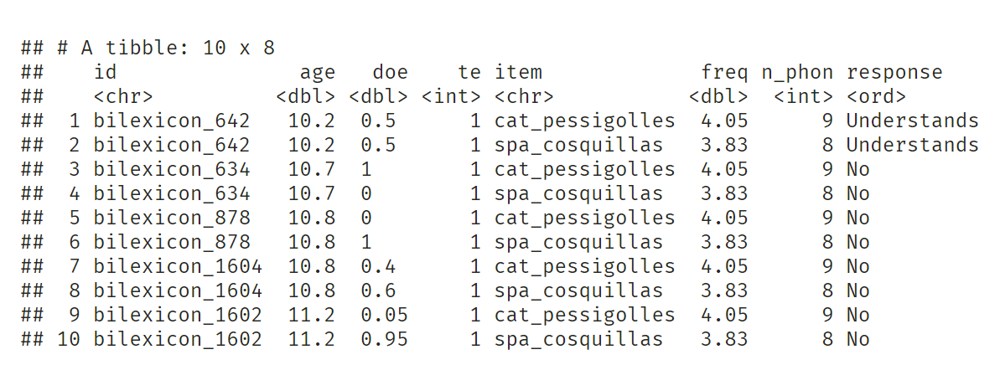 ## # A tibble: 10 x 8
##    id               age   doe    te item               freq n_phon response
##    <chr>          <dbl> <dbl> <int> <chr>             <dbl>  <int> <ord>
##  1 bilexicon_642   10.2  0.5      1 cat_pessigolles  4.05      9 Understands
##  2 bilexicon_642   10.2  0.5      1 spa_cosquillas   3.83      8 Understands
##  3 bilexicon_634   10.7  1        1 cat_pessigolles  4.05      9 No
##  4 bilexicon_634   10.7  0        1 spa_cosquillas   3.83      8 No
##  5 bilexicon_878   10.8  0        1 cat_pessigolles  4.05      9 No
##  6 bilexicon_878   10.8  1        1 spa_cosquillas   3.83      8 No
##  7 bilexicon_1604  10.8  0.4      1 cat_pessigolles  4.05      9 No
##  8 bilexicon_1604  10.8  0.6      1 spa_cosquillas   3.83      8 No
##  9 bilexicon_1602  11.2  0.05     1 cat_pessigolles  4.05      9 No
## 10 bilexicon_1602  11.2  0.95     1 spa_cosquillas   3.83      8 No